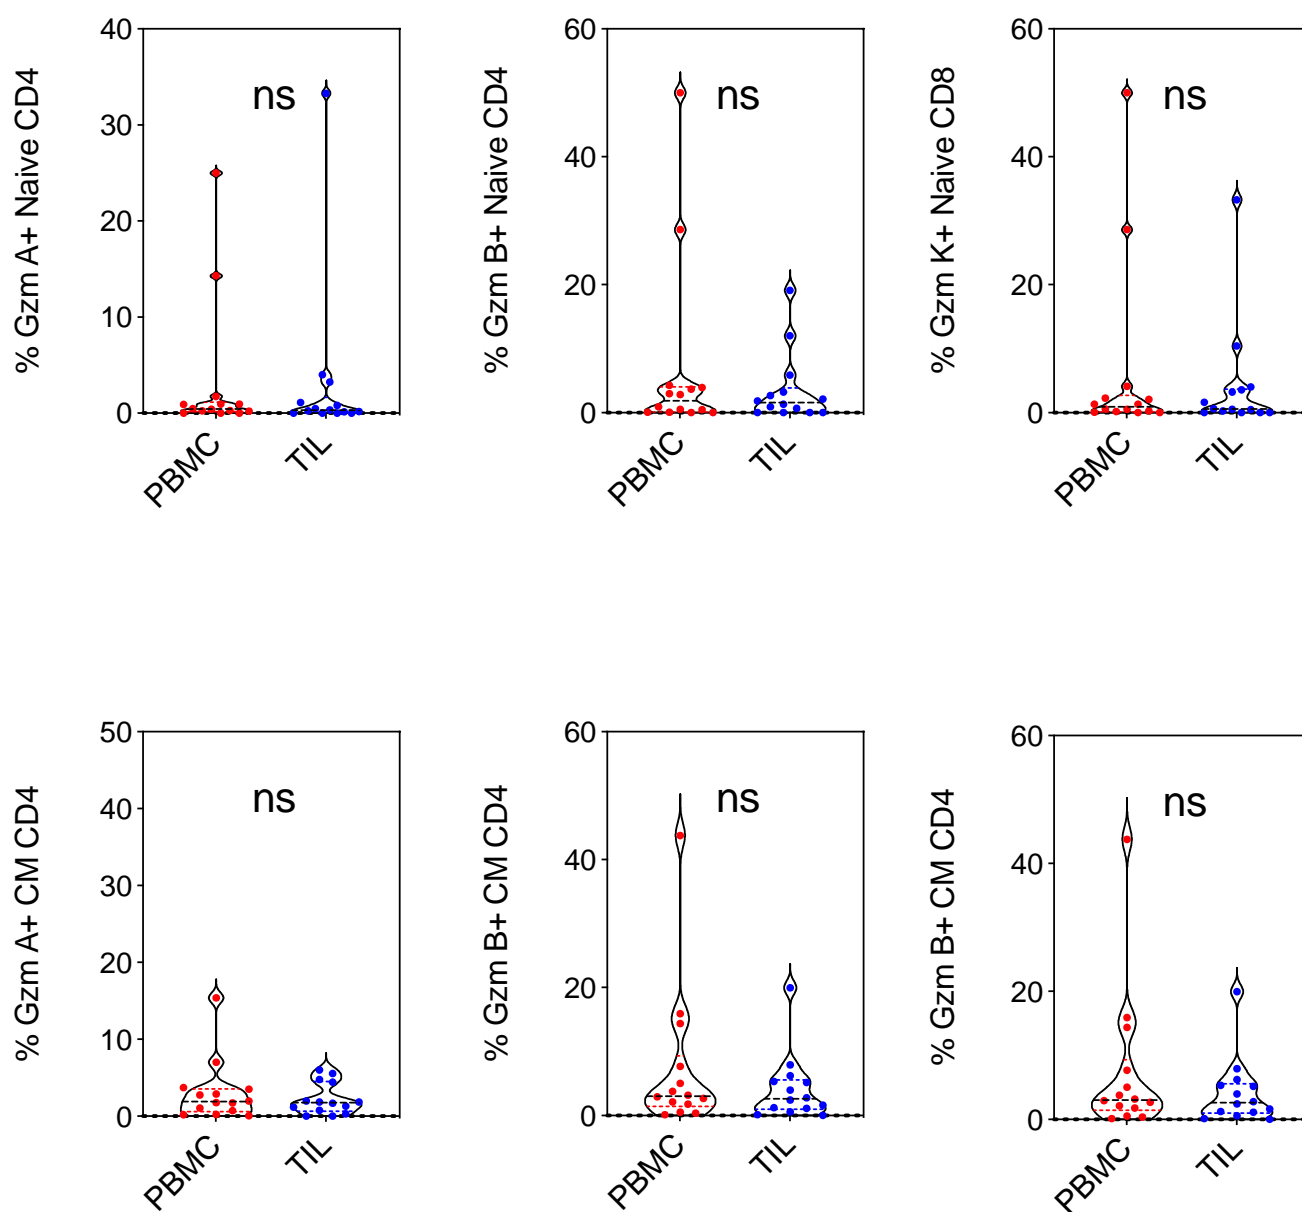 % Gzm A+ Naive CD4
40
30
20
10
0
ns
PBMC
TIL
% Gzm B+ Naive CD4
60
40
20
0
ns
PBMC
TIL
% Gzm K+ Naive CD8
60
40
20
0
ns
PBMC
TIL
% Gzm A+ CM CD4
50
40
30
20
10
0
ns
PBMC
TIL
% Gzm B+ CM CD4
60
40
20
0
ns
PBMC
TIL
% Gzm B+ CM CD4
60
40
20
0
ns
PBMC
TIL